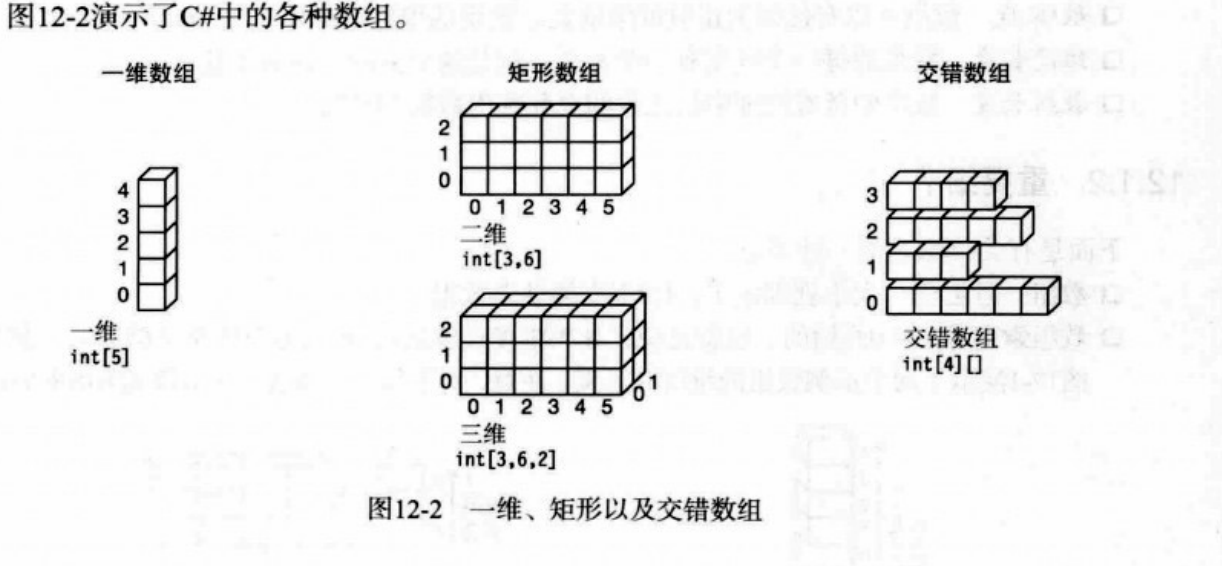 图12-2演示了C#中的各种数组。
一维数组
4
3
2
1
0
一维
int[5]
矩形数组
2
1
0
0 1 2 3 4 5
二维
int[3,6]
2
1
0
0 1 2 3 4 5
0
1
三维
int[3,6,2]
交错数组
3
2
1
0
交错数组
int[4][]
图12-2 一维、矩形以及交错数组